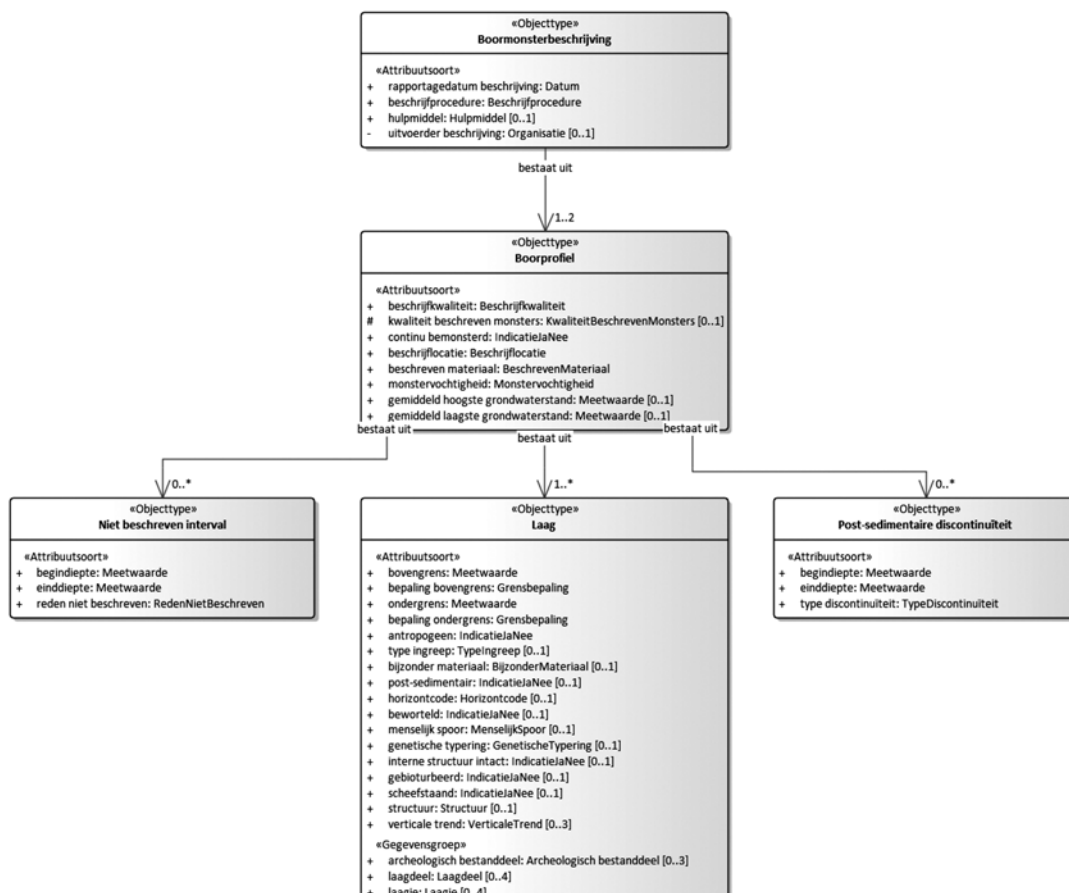 «Objecttype»
Boormonsterbeschrijving
«Attribuutsoort»
+ rapportagedatum beschrijving: Datum
+ beschrijfprocedure: Beschrijfprocedure
+ hulpmiddel: Hulpmiddel [0..1]
- uitvoerder beschrijving: Organisatie [0..1]
bestaat uit
1..2
«Objecttype»
Boorprofiel
«Attribuutsoort»
+ beschrijfkwaliteit: Beschrijfkwaliteit
# kwaliteit beschreven monsters: KwaliteitBeschrevenMonsters [0..1]
+ continu bemonsterd: IndicatieJaNee
+ beschrijflocatie: Beschrijflocatie
+ beschreven materiaal: BeschrevenMateriaal
+ monstervochtigheid: Monstervochtigheid
+ gemiddeld hoogste grondwaterstand: Meetwaarde [0..1]
+ gemiddeld laagste grondwaterstand: Meetwaarde [0..1]
bestaat uit
bestaat uit
bestaat uit
0..*
1..*
0..*
«Objecttype»
Niet beschreven interval
«Attribuutsoort»
+ begindiepte: Meetwaarde
+ einddiepte: Meetwaarde
+ reden niet beschreven: RedenNietBeschreven
«Objecttype»
Laag
«Attribuutsoort»
+ bovengrens: Meetwaarde
+ bepaling bovengrens: Grensbepaling
+ ondergrens: Meetwaarde
+ bepaling ondergrens: Grensbepaling
+ antropogeen: IndicatieJaNee
+ type ingreep: TypeIngreep [0..1]
+ bijzonder materiaal: BijzonderMateriaal [0..1]
+ post-sedimentair: IndicatieJaNee [0..1]
+ horizontcode: Horizontcode [0..1]
+ beworteld: IndicatieJaNee [0..1]
+ menselijk spoor: MenselijkSpoor [0..1]
+ genetische typering: GenetischeTypering [0..1]
+ interne structuur intact: IndicatieJaNee [0..1]
+ gebioturbeerd: IndicatieJaNee [0..1]
+ scheefstaand: IndicatieJaNee [0..1]
+ structuur: Structuur [0..1]
+ verticale trend: VerticaleTrend [0..3]
«Gegevensgroep»
+ archeologisch bestanddeel: Archeologisch bestanddeel [0..3]
+ laagdeel: Laagdeel [0..4]
+ laagje: Laagje [0..4]
«Objecttype»
Post-sedimentaire discontinuïteit
«Attribuutsoort»
+ begindiepte: Meetwaarde
+ einddiepte: Meetwaarde
+ type discontinuïteit: TypeDiscontinuïteit